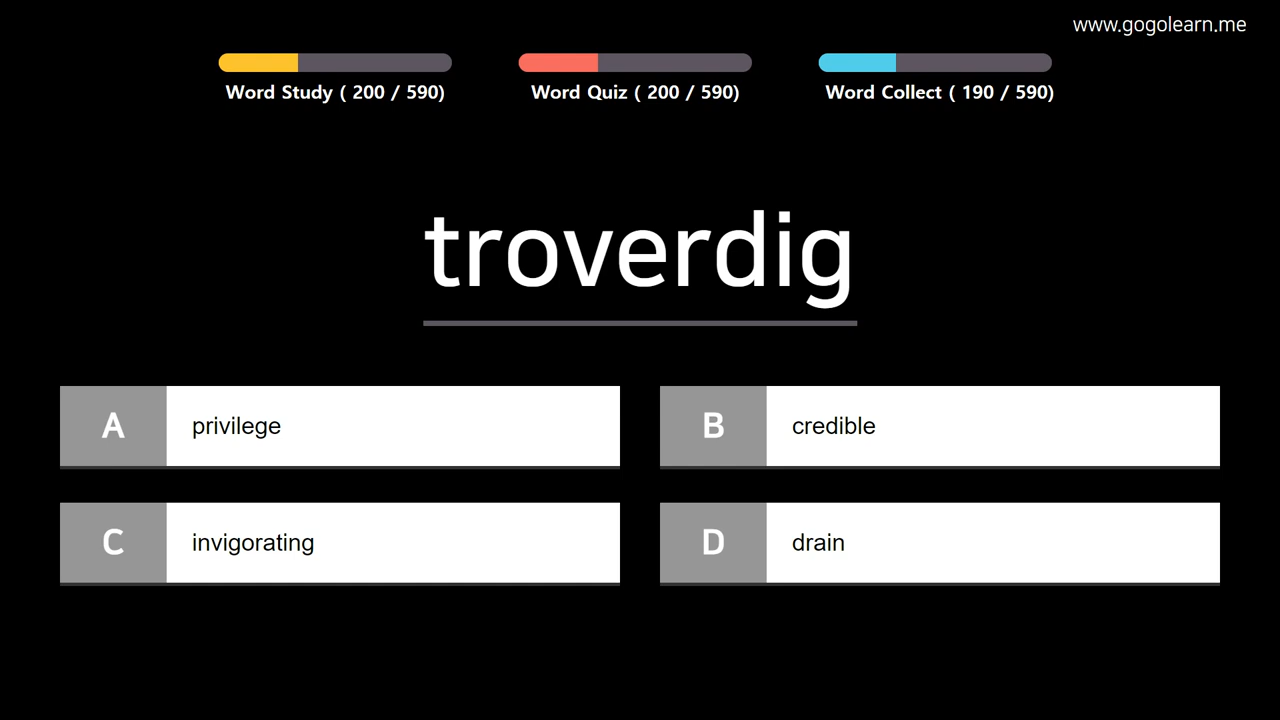 www.gogolearn.me
Word Study ( 200 / 590)
Word Quiz ( 200 / 590)
Word Collect ( 190 / 590)
troverdig
A privilege
B credible
C invigorating
D drain